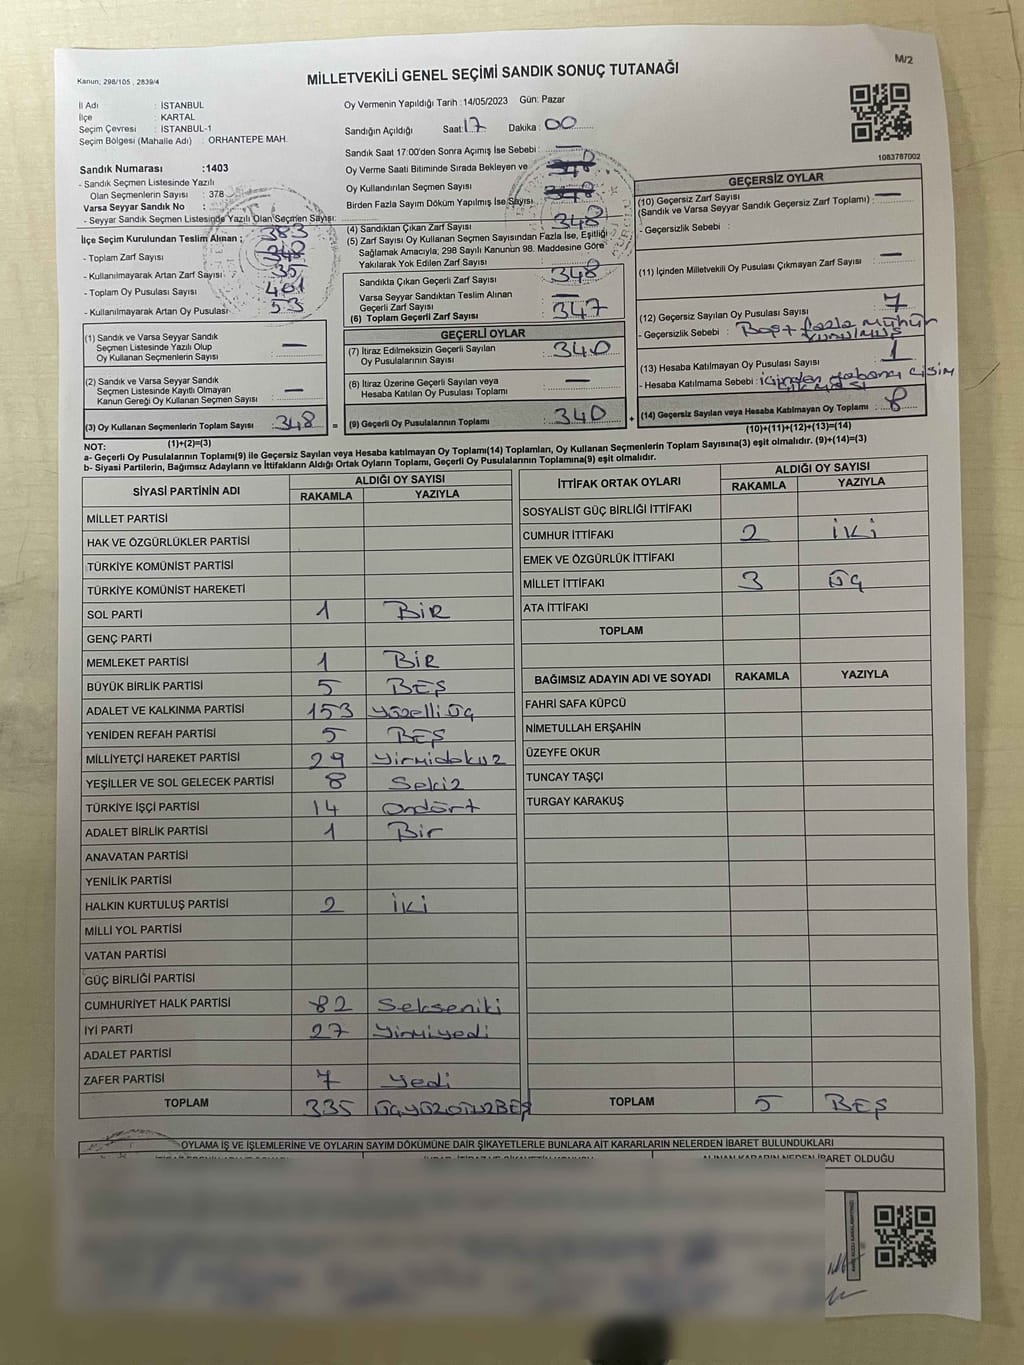 M/2
Kanun, 298/105 , 2839/4
MİLLETVEKİLİ GENEL SEÇİMİ SANDIK SONUÇ TUTANAĞI
İl Adı : İSTANBUL
İlçe : KARTAL
Seçim Çevresi : İSTANBUL-1
Seçim Bölgesi (Mahalle Adı) : ORHANTEPE MAH.
Oy Vermenin Yapıldığı Tarih :14/05/2023 Gün: Pazar
Sandığın Açıldığı Saat: 17 Dakika : 00
Sandık Saat 17:00'den Sonra Açımış İse Sebebi : —
1083787002
Sandık Numarası :1403
- Sandık Seçmen Listesinde Yazılı
Olan Seçmenlerin Sayısı : 378
Varsa Seyyar Sandık No :
- Seyyar Sandık Seçmen Listesinde Yazılı Olan Seçmen Sayısı:
İlçe Seçim Kurulundan Teslim Alınan :
- Toplam Zarf Sayısı 383
- Kullanılmayarak Artan Zarf Sayısı : 35
- Toplam Oy Pusulası Sayısı : 401
- Kullanılmayarak Artan Oy Pusulası : 53
Oy Verme Saati Bitiminde Sırada Bekleyen ve
Oy Kullandırılan Seçmen Sayısı
Birden Fazla Sayım Döküm Yapılmış İse Sayısı
(4) Sandıktan Çıkan Zarf Sayısı : 348
(5) Zarf Sayısı Oy Kullanan Seçmen Sayısından Fazla İse, Eşitliği
Sağlamak Amacıyla, 298 Sayılı Kanunun 98. Maddesine Göre
Yakılarak Yok Edilen Zarf Sayısı :
Sandıkta Çıkan Geçerli Zarf Sayısı : 348
Varsa Seyyar Sandıktan Teslim Alınan
Geçerli Zarf Sayısı : —
(6) Toplam Geçerli Zarf Sayısı : 347
GEÇERSİZ OYLAR
(10) Geçersiz Zarf Sayısı
(Sandık ve Varsa Seyyar Sandık Geçersiz Zarf Toplamı) : —
- Geçersizlik Sebebi :
(11) İçinden Milletvekili Oy Pusulası Çıkmayan Zarf Sayısı : —
(12) Geçersiz Sayılan Oy Pusulası Sayısı : 7
- Geçersizlik Sebebi :
(13) Hesaba Katılmayan Oy Pusulası Sayısı : 1
- Hesaba Katılmama Sebebi : içinden yabancı cisim çıkması
(14) Geçersiz Sayılan veya Hesaba Katılmayan Oy Toplamı : 8
(10)+(11)+(12)+(13)=(14)
(1) Sandık ve Varsa Seyyar Sandık
Seçmen Listesinde Yazılı Olup
Oy Kullanan Seçmenlerin Sayısı : —
(2) Sandık ve Varsa Seyyar Sandık
Seçmen Listesinde Kayıtlı Olmayan
Kanun Gereği Oy Kullanan Seçmen Sayısı : —
(3) Oy Kullanan Seçmenlerin Toplam Sayısı : 348
(1)+(2)=(3)
GEÇERLİ OYLAR
(7) İtiraz Edilmeksizin Geçerli Sayılan
Oy Pusulalarının Sayısı : 340
(8) İtiraz Üzerine Geçerli Sayılan veya
Hesaba Katılan Oy Pusulası Toplamı : —
(9) Geçerli Oy Pusulalarının Toplamı : 340
NOT:
a- Geçerli Oy Pusulalarının Toplamı(9) ile Geçersiz Sayılan veya Hesaba katılmayan Oy Toplamı(14) Toplamları, Oy Kullanan Seçmenlerin Toplam Sayısına(3) eşit olmalıdır. (9)+(14)=(3)
b- Siyasi Partilerin, Bağımsız Adayların ve İttifakların Aldığı Ortak Oyların Toplamı, Geçerli Oy Pusulalarının Toplamına(9) eşit olmalıdır.
SİYASİ PARTİNİN ADI ALDIĞI OY SAYISI
RAKAMLA YAZIYLA
MİLLET PARTİSİ
HAK VE ÖZGÜRLÜKLER PARTİSİ
TÜRKİYE KOMÜNİST PARTİSİ
TÜRKİYE KOMÜNİST HAREKETİ
SOL PARTİ 1 BİR
GENÇ PARTİ
MEMLEKET PARTİSİ 1 BİR
BÜYÜK BİRLİK PARTİSİ 5 BEŞ
ADALET VE KALKINMA PARTİSİ 153 yüzelliüç
YENİDEN REFAH PARTİSİ 5 BEŞ
MİLLİYETÇİ HAREKET PARTİSİ 29 yirmidokuz
YEŞİLLER VE SOL GELECEK PARTİSİ 8 Sekiz
TÜRKİYE İŞÇİ PARTİSİ 14 ondört
ADALET BİRLİK PARTİSİ 1 Bir
ANAVATAN PARTİSİ
YENİLİK PARTİSİ
HALKIN KURTULUŞ PARTİSİ 2 iki
MİLLİ YOL PARTİSİ
VATAN PARTİSİ
GÜÇ BİRLİĞİ PARTİSİ
CUMHURİYET HALK PARTİSİ 82 Sekseniki
İYİ PARTİ 27 yirmiyedi
ADALET PARTİSİ
ZAFER PARTİSİ 7 yedi
TOPLAM 335 ÜÇYÜZOTUZBEŞ
İTTİFAK ORTAK OYLARI ALDIĞI OY SAYISI
RAKAMLA YAZIYLA
SOSYALİST GÜÇ BİRLİĞİ İTTİFAKI
CUMHUR İTTİFAKI 2 iki
EMEK VE ÖZGÜRLÜK İTTİFAKI
MİLLET İTTİFAKI 3 üç
ATA İTTİFAKI
TOPLAM
BAĞIMSIZ ADAYIN ADI VE SOYADI RAKAMLA YAZIYLA
FAHRİ SAFA KÜPCÜ
NİMETULLAH ERŞAHİN
ÜZEYFE OKUR
TUNCAY TAŞÇI
TURGAY KARAKUŞ
TOPLAM 5 BEŞ
OYLAMA İŞ VE İŞLEMLERİNE VE OYLARIN SAYIM DÖKÜMÜNE DAİR ŞİKAYETLERLE BUNLARA AİT KARARLARIN NELERDEN İBARET BULUNDUKLARI
ALINAN KARARIN NEDEN İBARET OLDUĞU